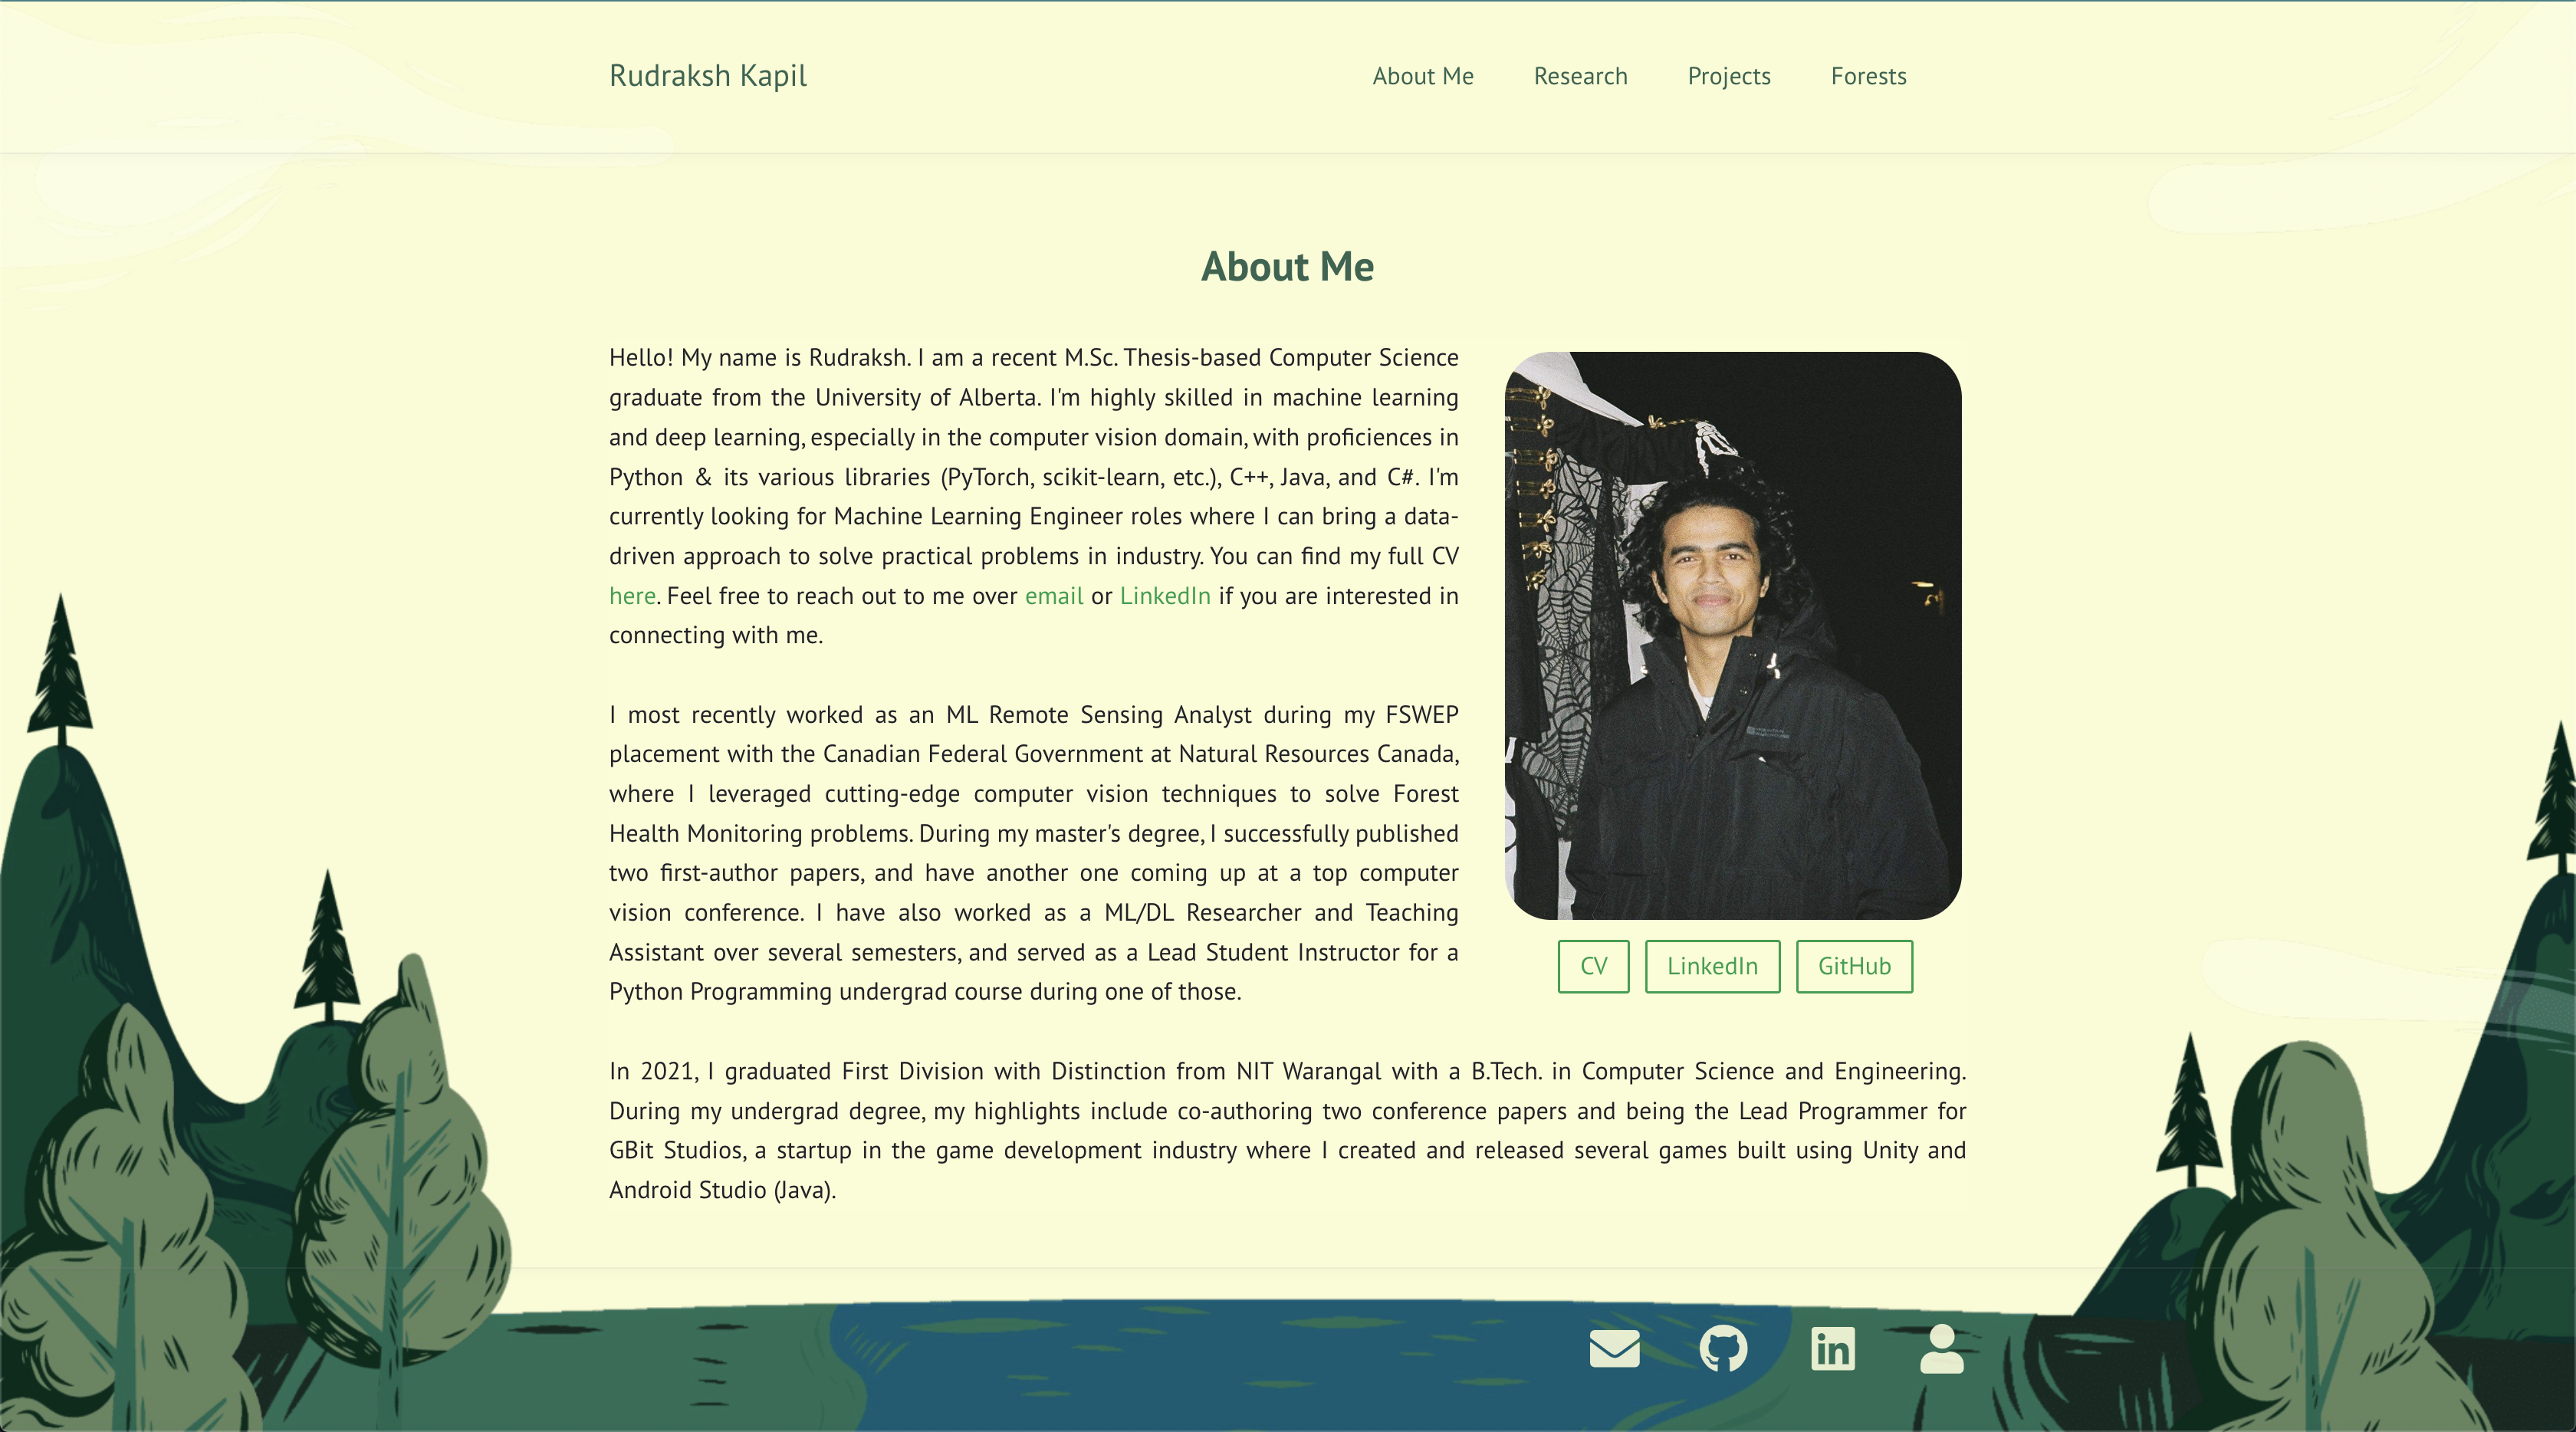 Rudraksh Kapil
About Me
Research
Projects
Forests
About Me
Hello! My name is Rudraksh. I am a recent M.Sc. Thesis-based Computer Science
graduate from the University of Alberta. I'm highly skilled in machine learning
and deep learning, especially in the computer vision domain, with proficiences in
Python & its various libraries (PyTorch, scikit-learn, etc.), C++, Java, and C#. I'm
currently looking for Machine Learning Engineer roles where I can bring a data-
driven approach to solve practical problems in industry. You can find my full CV
here. Feel free to reach out to me over email or LinkedIn if you are interested in
connecting with me.
I most recently worked as an ML Remote Sensing Analyst during my FSWEP
placement with the Canadian Federal Government at Natural Resources Canada,
where I leveraged cutting-edge computer vision techniques to solve Forest
Health Monitoring problems. During my master's degree, I successfully published
two first-author papers, and have another one coming up at a top computer
vision conference. I have also worked as a ML/DL Researcher and Teaching
Assistant over several semesters, and served as a Lead Student Instructor for a
Python Programming undergrad course during one of those.
CV
LinkedIn
GitHub
In 2021, I graduated First Division with Distinction from NIT Warangal with a B.Tech. in Computer Science and Engineering.
During my undergrad degree, my highlights include co-authoring two conference papers and being the Lead Programmer for
GBit Studios, a startup in the game development industry where I created and released several games built using Unity and
Android Studio (Java).
in